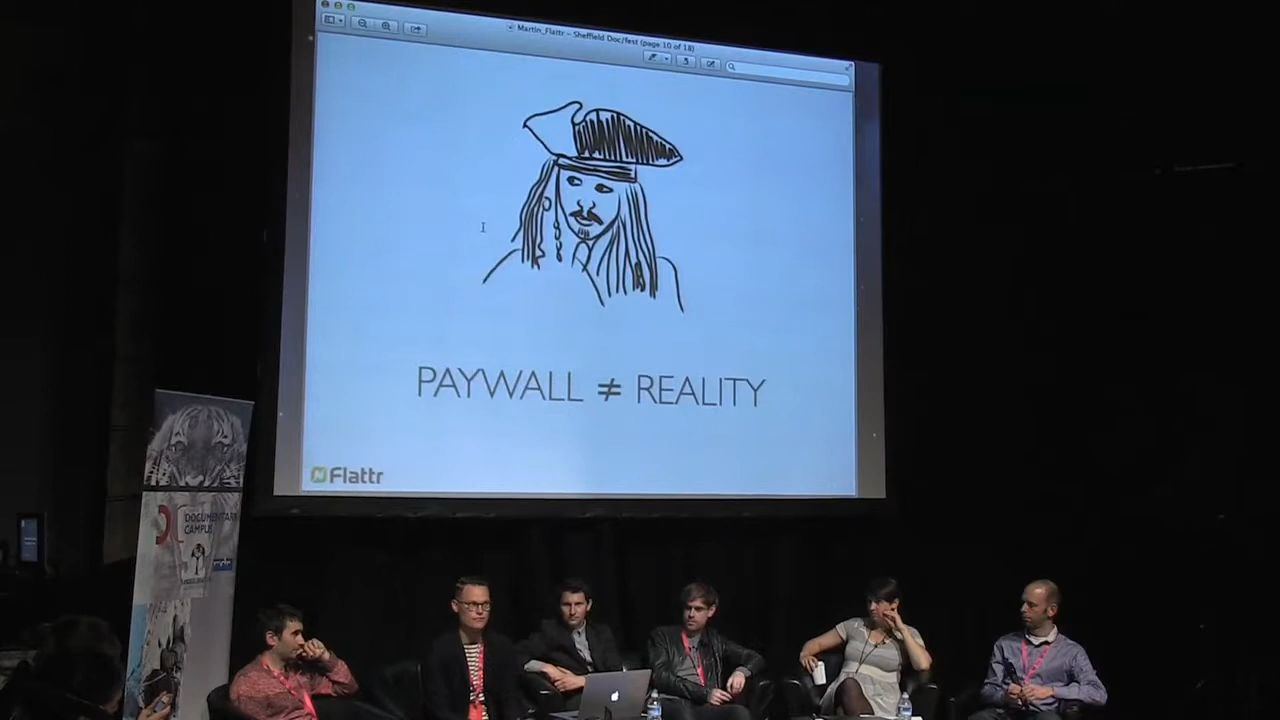 Martin_Flattr – Sheffield Doc/fest (page 10 of 18)
PAYWALL ≠ REALITY
Flattr
DOCUMENTARY
CAMPUS